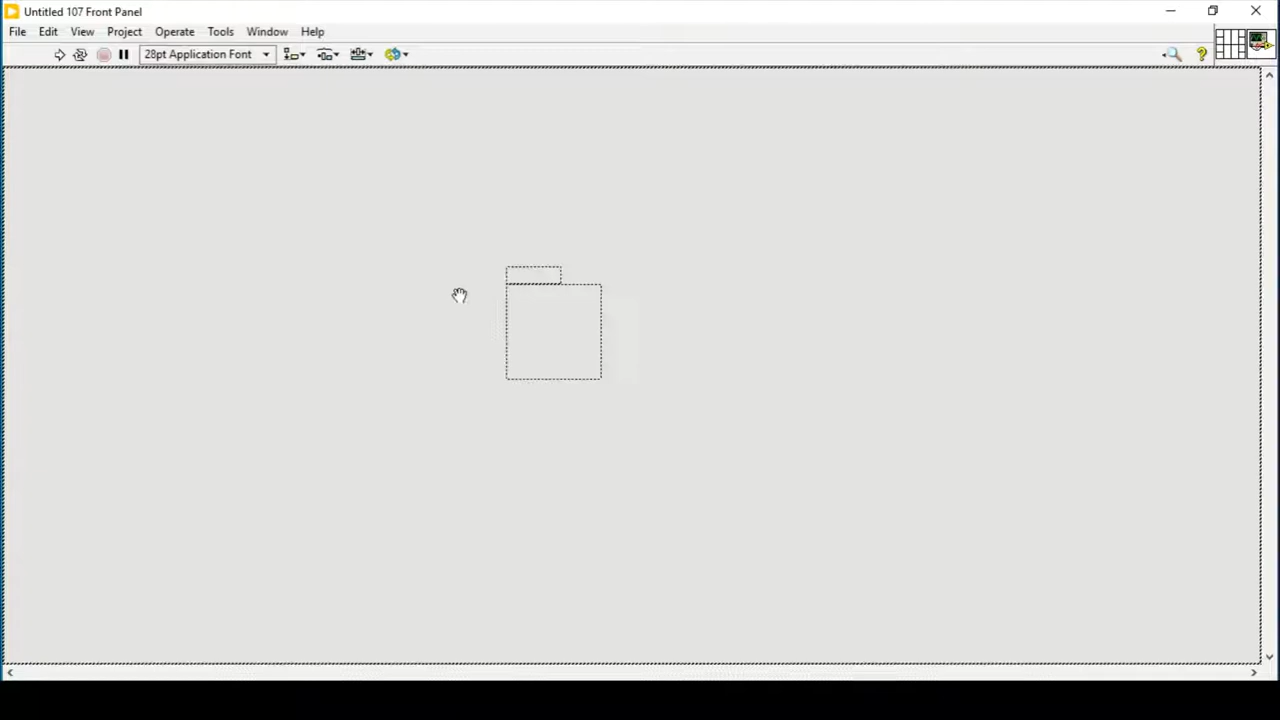 Untitled 107 Front Panel
File Edit View Project Operate Tools Window Help
28pt Application Font
?